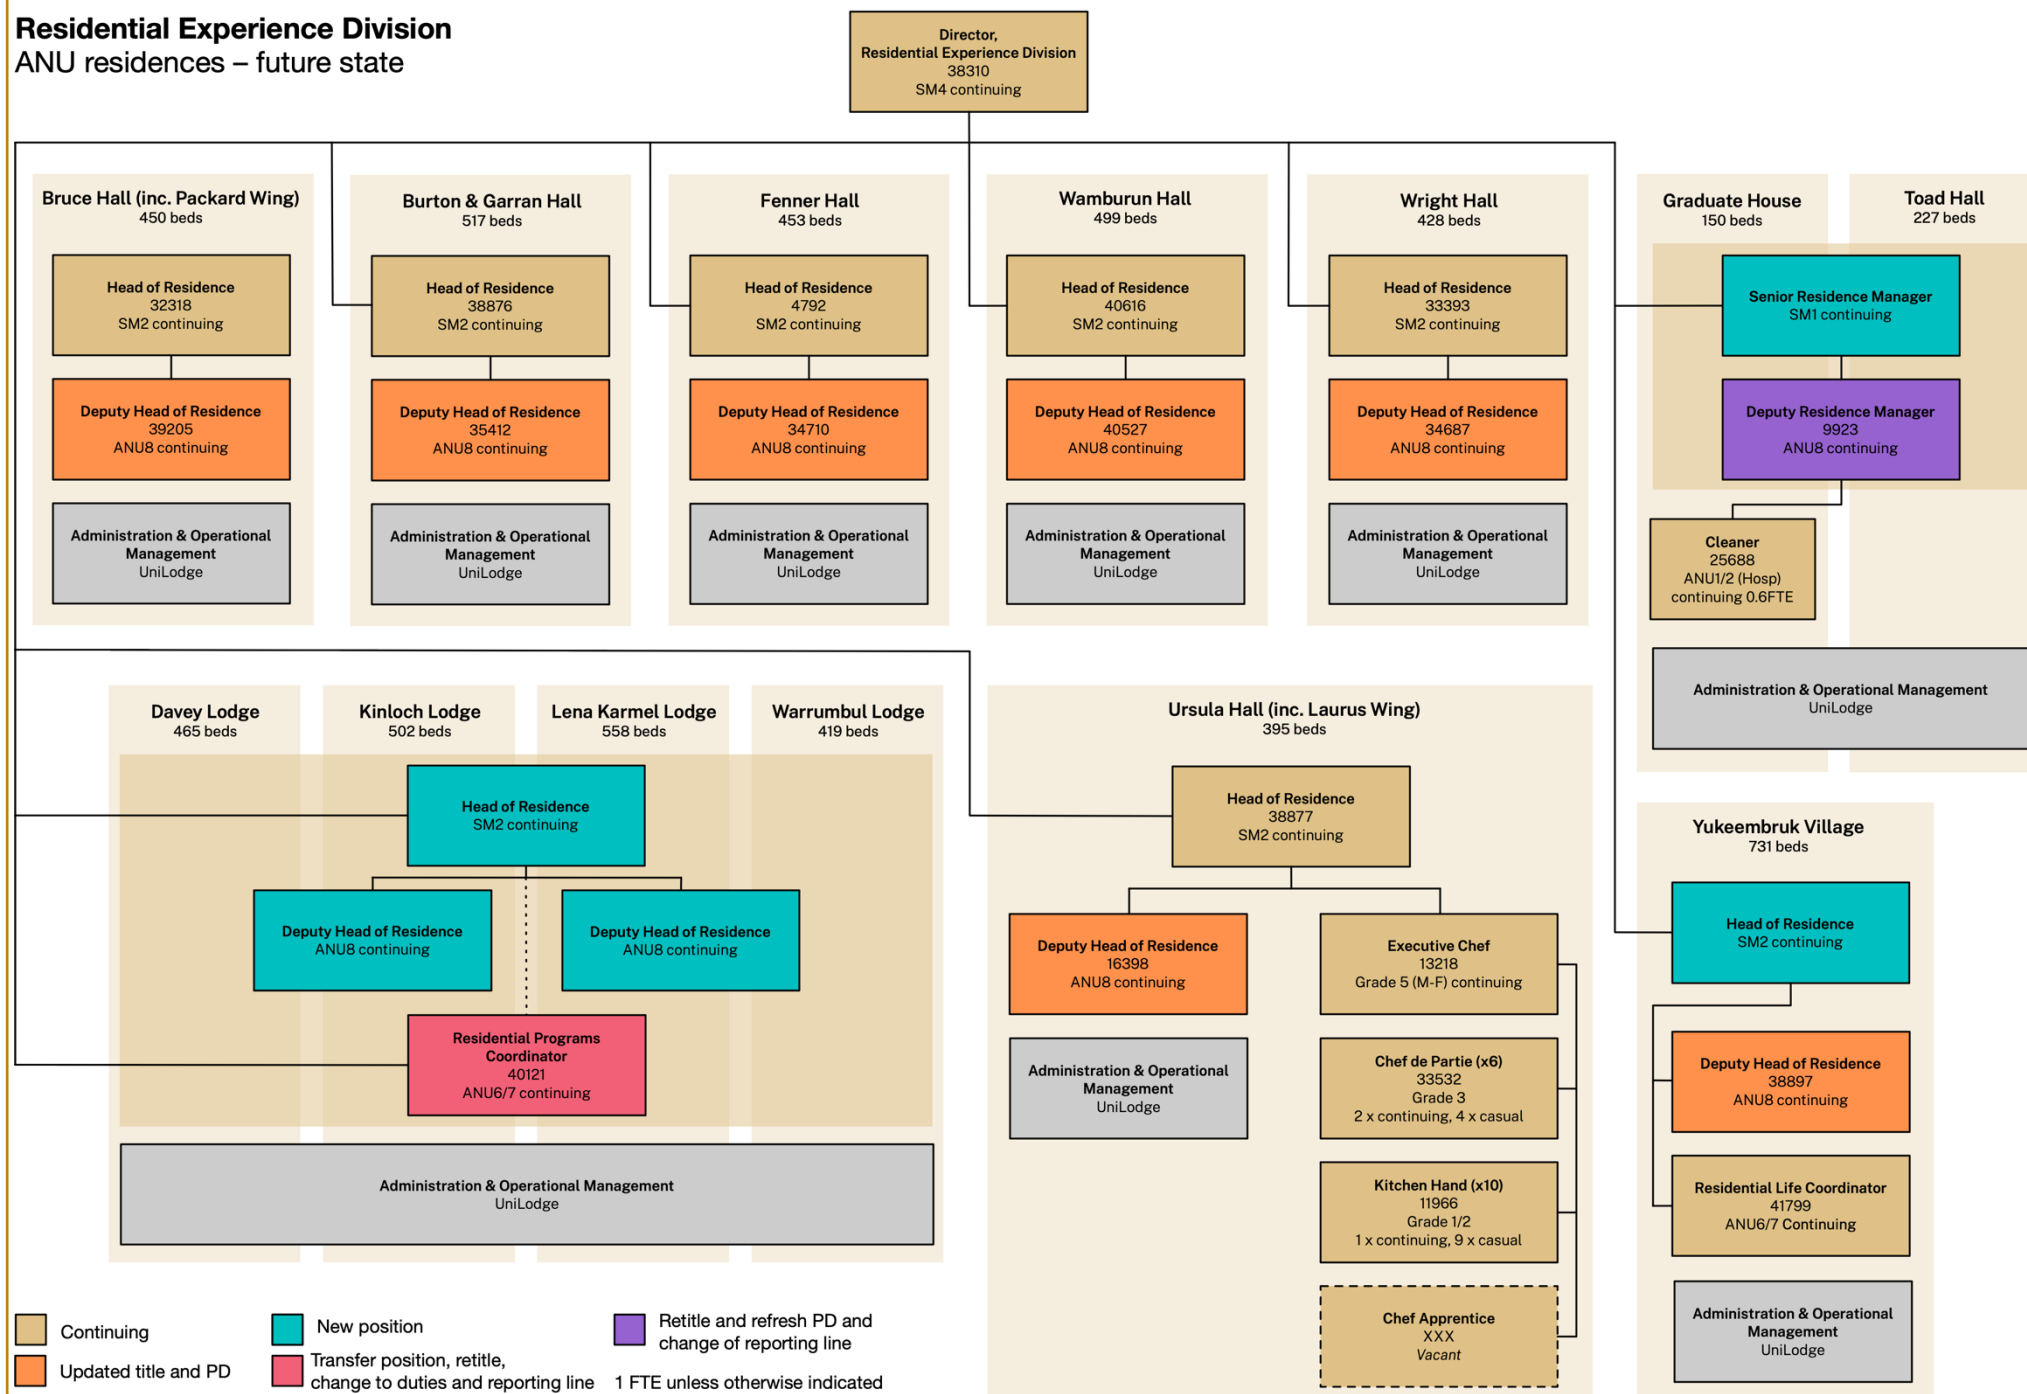 Residential Experience Division
ANU residences – future state
Director,
Residential Experience Division
38310
SM4 continuing
Bruce Hall (inc. Packard Wing)
450 beds
Head of Residence
32318
SM2 continuing
Deputy Head of Residence
39205
ANU8 continuing
Administration & Operational
Management
UniLodge
Burton & Garran Hall
517 beds
Head of Residence
38876
SM2 continuing
Deputy Head of Residence
35412
ANU8 continuing
Administration & Operational
Management
UniLodge
Fenner Hall
453 beds
Head of Residence
4792
SM2 continuing
Deputy Head of Residence
34710
ANU8 continuing
Administration & Operational
Management
UniLodge
Wamburun Hall
499 beds
Head of Residence
40616
SM2 continuing
Deputy Head of Residence
40527
ANU8 continuing
Administration & Operational
Management
UniLodge
Wright Hall
428 beds
Head of Residence
33393
SM2 continuing
Deputy Head of Residence
34687
ANU8 continuing
Administration & Operational
Management
UniLodge
Graduate House
150 beds
Toad Hall
227 beds
Senior Residence Manager
SM1 continuing
Deputy Residence Manager
9923
ANU8 continuing
Cleaner
25688
ANU1/2 (Hosp)
continuing 0.6FTE
Administration & Operational Management
UniLodge
Davey Lodge
465 beds
Kinloch Lodge
502 beds
Lena Karmel Lodge
558 beds
Warrumbul Lodge
419 beds
Head of Residence
SM2 continuing
Deputy Head of Residence
ANU8 continuing
Deputy Head of Residence
ANU8 continuing
Residential Programs
Coordinator
40121
ANU6/7 continuing
Administration & Operational Management
UniLodge
Ursula Hall (inc. Laurus Wing)
395 beds
Head of Residence
38877
SM2 continuing
Deputy Head of Residence
16398
ANU8 continuing
Administration & Operational
Management
UniLodge
Executive Chef
13218
Grade 5 (M-F) continuing
Chef de Partie (x6)
33532
Grade 3
2 x continuing, 4 x casual
Kitchen Hand (x10)
11966
Grade 1/2
1 x continuing, 9 x casual
Chef Apprentice
XXX
Vacant
Yukeembruk Village
731 beds
Head of Residence
SM2 continuing
Deputy Head of Residence
38897
ANU8 continuing
Residential Life Coordinator
41799
ANU6/7 Continuing
Administration & Operational
Management
UniLodge
Continuing
Updated title and PD
New position
Transfer position, retitle,
change to duties and reporting line
Retitle and refresh PD and
change of reporting line
1 FTE unless otherwise indicated